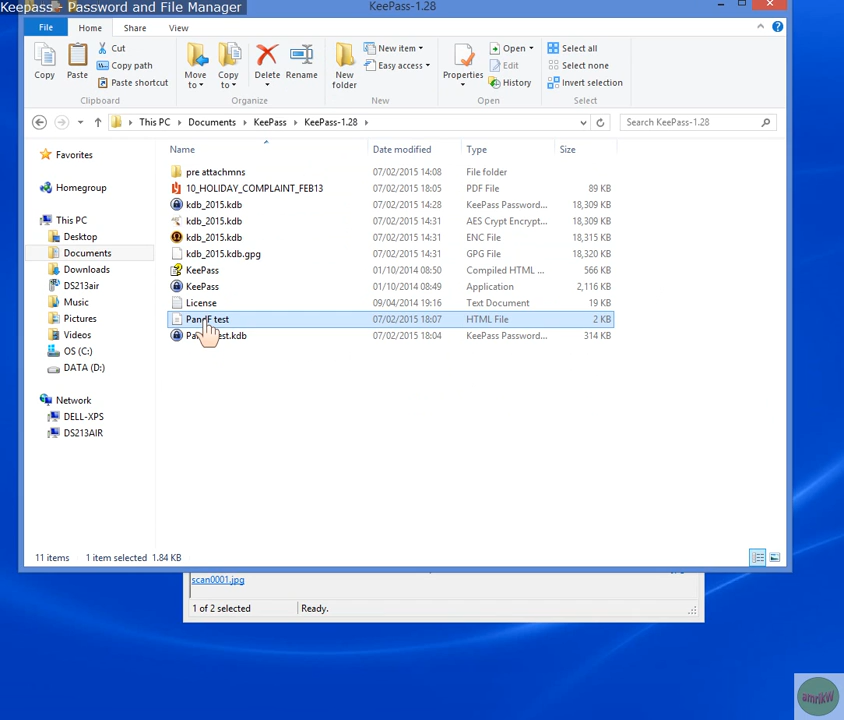 Keepass - Password and File Manager
KeePass-1.28
File Home Share View
Copy Paste Cut Copy path Paste shortcut
Move to Copy to Delete Rename New folder
New item Easy access
Properties Open Edit History
Select all Select none Invert selection
Clipboard Organize New Open Select
This PC Documents KeePass KeePass-1.28 Search KeePass-1.28
Name Date modified Type Size
Favorites
Homegroup
This PC
Desktop
Documents
Downloads
DS213air
Music
Pictures
Videos
OS (C:)
DATA (D:)
Network
DELL-XPS
DS213AIR
pre attachmns 07/02/2015 14:08 File folder
10_HOLIDAY_COMPLAINT_FEB13 07/02/2015 18:05 PDF File 89 KB
kdb_2015.kdb 07/02/2015 14:28 KeePass Password... 18,309 KB
kdb_2015.kdb 07/02/2015 14:31 AES Crypt Encrypt... 18,309 KB
kdb_2015.kdb 07/02/2015 14:31 ENC File 18,315 KB
kdb_2015.kdb.gpg 07/02/2015 14:31 GPG File 18,320 KB
KeePass 01/10/2014 08:50 Compiled HTML ... 566 KB
KeePass 01/10/2014 08:49 Application 2,116 KB
License 09/04/2014 19:16 Text Document 19 KB
PandF test 07/02/2015 18:07 HTML File 2 KB
07/02/2015 18:04 KeePass Password... 314 KB
11 items 1 item selected 1.84 KB
scan0001.jpg
1 of 2 selected Ready.
amrikW